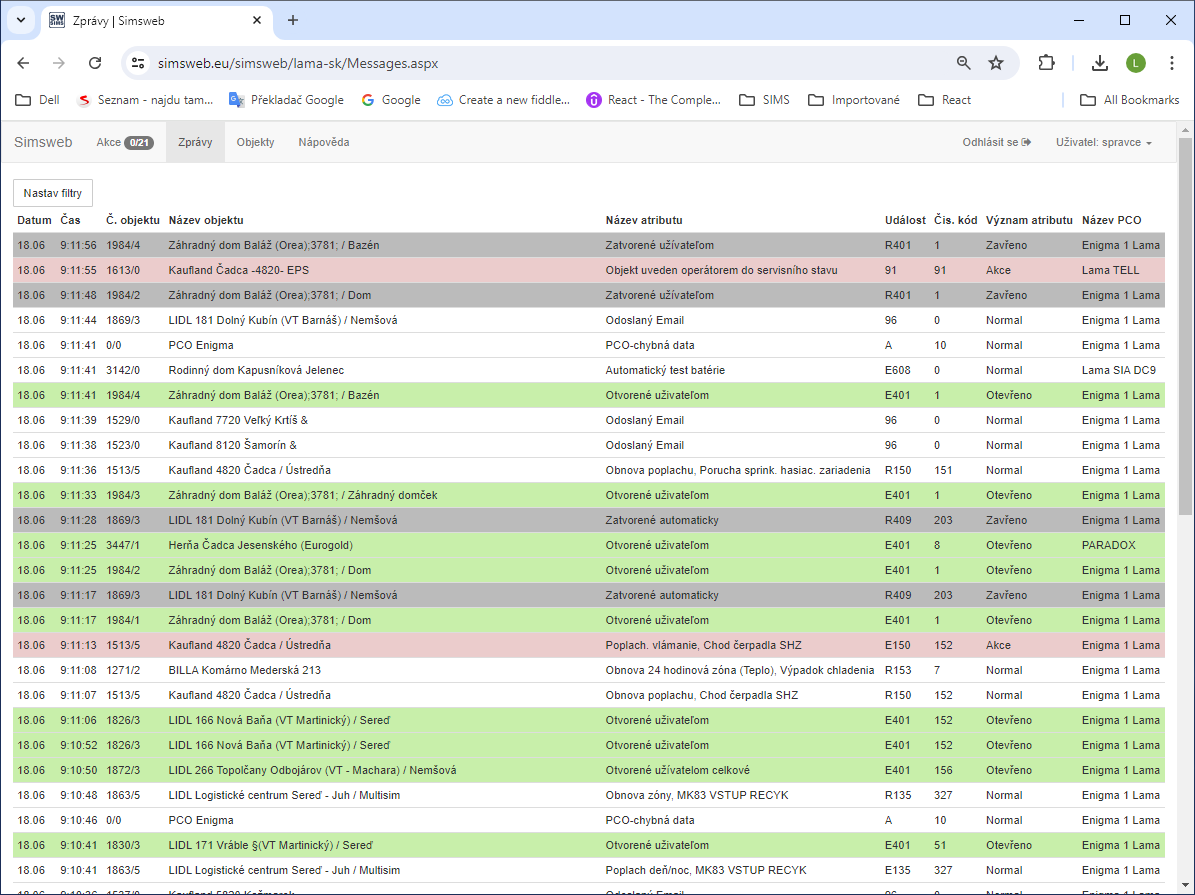 Zprávy | Simsweb
simsweb.eu/simsweb/lama-sk/Messages.aspx
L
Dell Seznam - najdu tam... Překladač Google Google Create a new fiddle... React - The Comple... SIMS Importované React All Bookmarks
Simsweb Akce 0/21 Zprávy Objekty Nápověda Odhlásit se Uživatel: spravce
Nastav filtry
Datum Čas Č. objektu Název objektu Název atributu Událost Čis. kód Význam atributu Název PCO
18.06 9:11:56 1984/4 Záhradný dom Baláž (Orea);3781; / Bazén Zatvorené užívateľom R401 1 Zavřeno Enigma 1 Lama
18.06 9:11:55 1613/0 Kaufland Čadca -4820- EPS Objekt uveden operátorem do servisního stavu 91 91 Akce Lama TELL
18.06 9:11:48 1984/2 Záhradný dom Baláž (Orea);3781; / Dom Zatvorené užívateľom R401 1 Zavřeno Enigma 1 Lama
18.06 9:11:44 1869/3 LIDL 181 Dolný Kubín (VT Barnáš) / Nemšová Odoslaný Email 96 0 Normal Enigma 1 Lama
18.06 9:11:41 0/0 PCO Enigma PCO-chybná data A 10 Normal Enigma 1 Lama
18.06 9:11:41 3142/0 Rodinný dom Kapusníková Jelenec Automatický test batérie E608 0 Normal Lama SIA DC9
18.06 9:11:41 1984/4 Záhradný dom Baláž (Orea);3781; / Bazén Otvorené uživateľom E401 1 Otevřeno Enigma 1 Lama
18.06 9:11:39 1529/0 Kaufland 7720 Veľký Krtíš & Odoslaný Email 96 0 Normal Enigma 1 Lama
18.06 9:11:38 1523/0 Kaufland 8120 Šamorín & Odoslaný Email 96 0 Normal Enigma 1 Lama
18.06 9:11:36 1513/5 Kaufland 4820 Čadca / Ústredňa Obnova poplachu, Porucha sprink. hasiac. zariadenia R150 151 Normal Enigma 1 Lama
18.06 9:11:33 1984/3 Záhradný dom Baláž (Orea);3781; / Záhradný domček Otvorené uživateľom E401 1 Otevřeno Enigma 1 Lama
18.06 9:11:28 1869/3 LIDL 181 Dolný Kubín (VT Barnáš) / Nemšová Zatvorené automaticky R409 203 Zavřeno Enigma 1 Lama
18.06 9:11:25 3447/1 Herňa Čadca Jesenského (Eurogold) Otvorené uživateľom E401 8 Otevřeno PARADOX
18.06 9:11:25 1984/2 Záhradný dom Baláž (Orea);3781; / Dom Otvorené uživateľom E401 1 Otevřeno Enigma 1 Lama
18.06 9:11:17 1869/3 LIDL 181 Dolný Kubín (VT Barnáš) / Nemšová Zatvorené automaticky R409 203 Zavřeno Enigma 1 Lama
18.06 9:11:17 1984/1 Záhradný dom Baláž (Orea);3781; / Dom Otvorené uživateľom E401 1 Otevřeno Enigma 1 Lama
18.06 9:11:13 1513/5 Kaufland 4820 Čadca / Ústredňa Poplach. vlámanie, Chod čerpadla SHZ E150 152 Akce Enigma 1 Lama
18.06 9:11:08 1271/2 BILLA Komárno Mederská 213 Obnova 24 hodinová zóna (Teplo), Výpadok chladenia R153 7 Normal Enigma 1 Lama
18.06 9:11:07 1513/5 Kaufland 4820 Čadca / Ústredňa Obnova poplachu, Chod čerpadla SHZ R150 152 Normal Enigma 1 Lama
18.06 9:11:06 1826/3 LIDL 166 Nová Baňa (VT Martinický) / Sereď Otvorené uživateľom E401 152 Otevřeno Enigma 1 Lama
18.06 9:10:52 1826/3 LIDL 166 Nová Baňa (VT Martinický) / Sereď Otvorené uživateľom E401 152 Otevřeno Enigma 1 Lama
18.06 9:10:50 1872/3 LIDL 266 Topolčany Odbojárov (VT - Machara) / Nemšová Otvorené užívatelom celkové E401 156 Otevřeno Enigma 1 Lama
18.06 9:10:48 1863/5 LIDL Logistické centrum Sereď - Juh / Multisim Obnova zóny, MK83 VSTUP RECYK R135 327 Normal Enigma 1 Lama
18.06 9:10:46 0/0 PCO Enigma PCO-chybná data A 10 Normal Enigma 1 Lama
18.06 9:10:41 1830/3 LIDL 171 Vráble §(VT Martinický) / Sereď Otvorené uživateľom E401 51 Otevřeno Enigma 1 Lama
18.06 9:10:41 1863/5 LIDL Logistické centrum Sereď - Juh / Multisim Poplach deň/noc, MK83 VSTUP RECYK E135 327 Normal Enigma 1 Lama